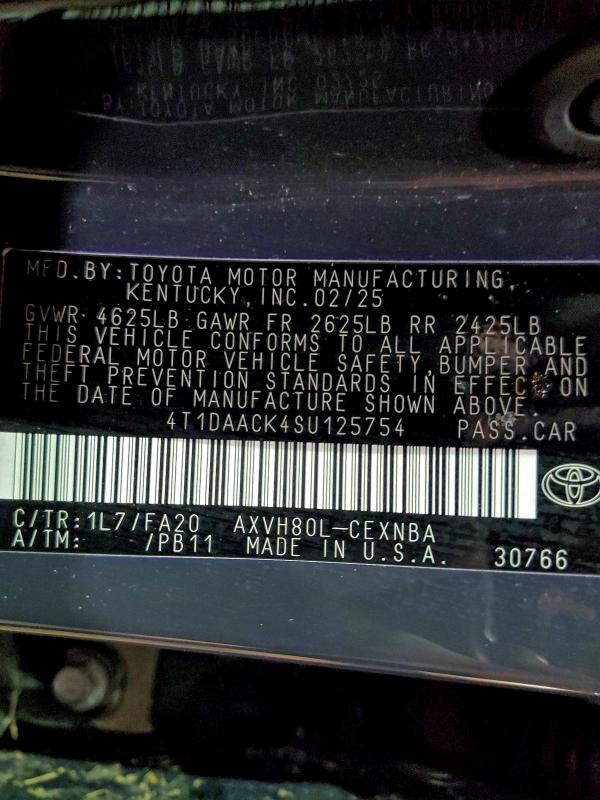 MFD.BY:TOYOTA MOTOR MANUFACTURING,
KENTUCKY,INC.02/25
GVWR 4625LB GAWR FR 2625LB RR 2425LB
THIS VEHICLE CONFORMS TO ALL APPLICABLE
FEDERAL MOTOR VEHICLE SAFETY,BUMPER AND
THEFT PREVENTION STANDARDS IN EFFECT ON
THE DATE OF MANUFACTURE SHOWN ABOVE.
4T1DAACK4SU125754 PASS.CAR
C/TR:1L7/FA20 AXVH80L-CEXNBA
A/TM: /PB11 MADE IN U.S.A. 30766